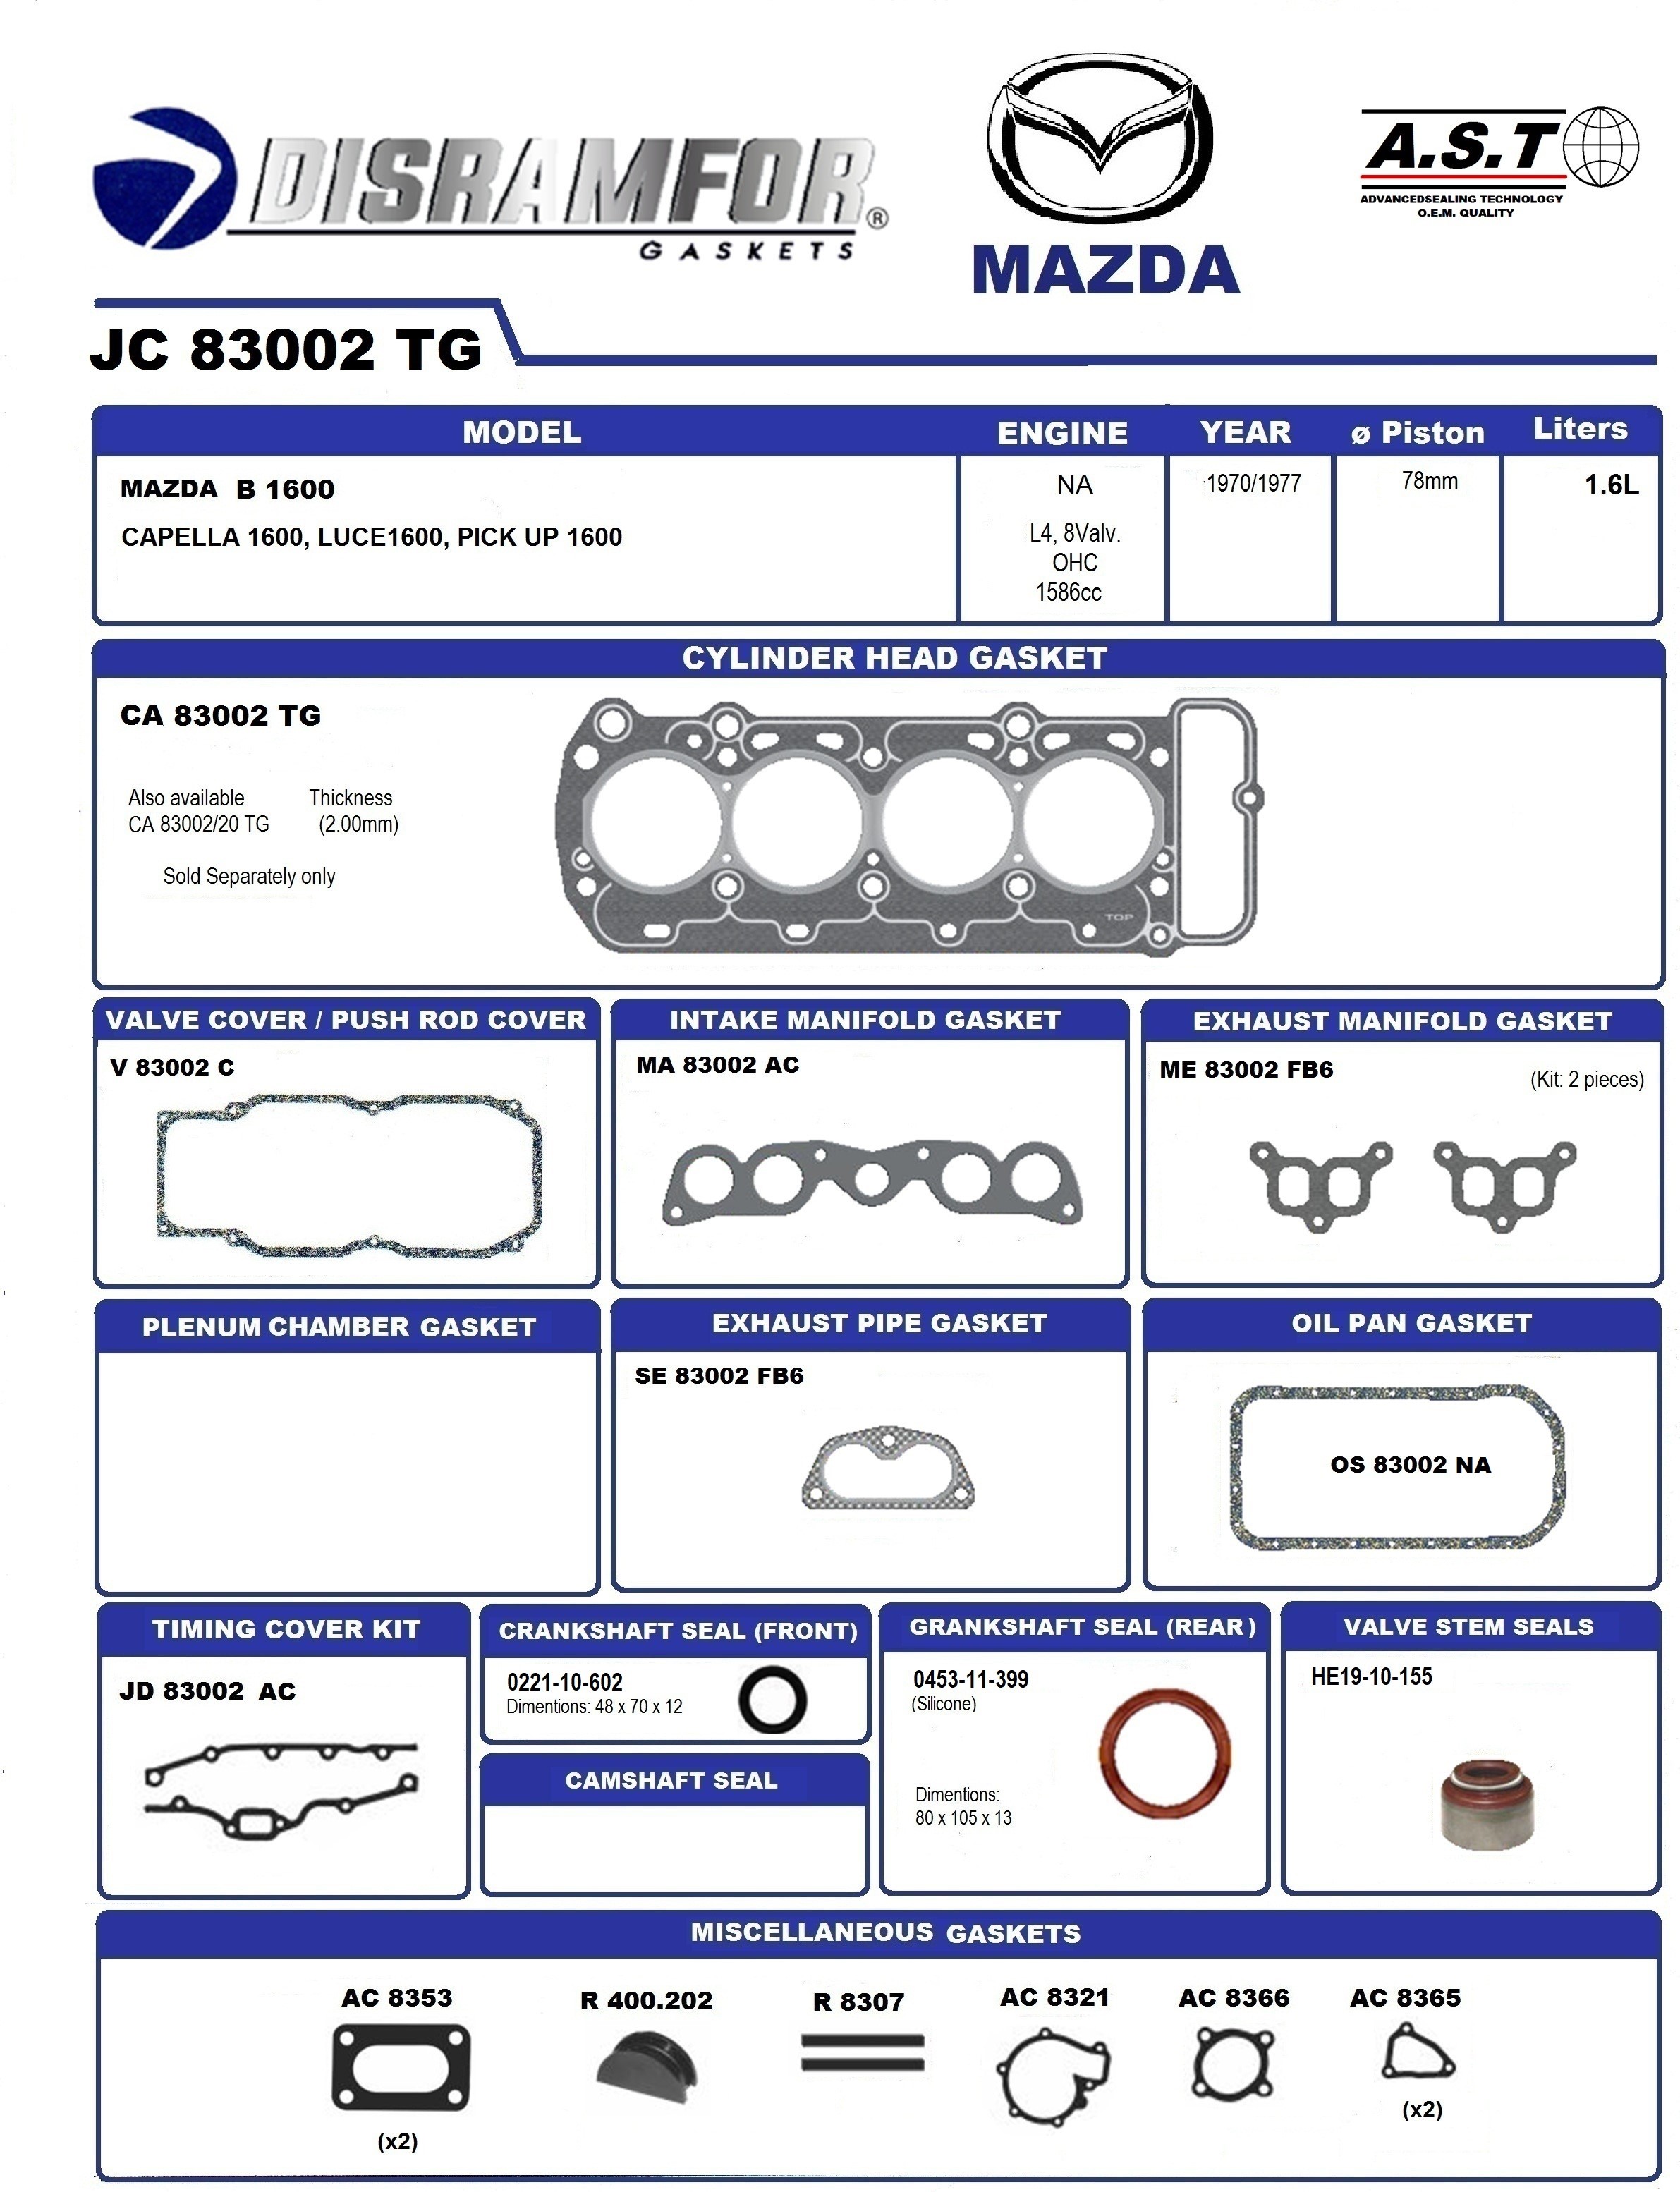 DISRAMFOR®
GASKETS
MAZDA
A.S.T
ADVANCEDSEALING TECHNOLOGY
O.E.M. QUALITY
JC 83002 TG
MODEL
ENGINE
YEAR
ø Piston
Liters
MAZDA B 1600
CAPELLA 1600, LUCE1600, PICK UP 1600
NA
L4, 8Valv.
OHC
1586cc
1970/1977
78mm
1.6L
CYLINDER HEAD GASKET
CA 83002 TG
Also available Thickness
CA 83002/20 TG (2.00mm)
Sold Separately only
TOP
VALVE COVER / PUSH ROD COVER
V 83002 C
INTAKE MANIFOLD GASKET
MA 83002 AC
EXHAUST MANIFOLD GASKET
ME 83002 FB6
(Kit: 2 pieces)
PLENUM CHAMBER GASKET
EXHAUST PIPE GASKET
SE 83002 FB6
OIL PAN GASKET
OS 83002 NA
TIMING COVER KIT
JD 83002 AC
CRANKSHAFT SEAL (FRONT)
0221-10-602
Dimentions: 48 x 70 x 12
CAMSHAFT SEAL
GRANKSHAFT SEAL (REAR)
0453-11-399
(Silicone)
Dimentions:
80 x 105 x 13
VALVE STEM SEALS
HE19-10-155
MISCELLANEOUS GASKETS
AC 8353
(x2)
R 400.202
R 8307
AC 8321
AC 8366
AC 8365
(x2)